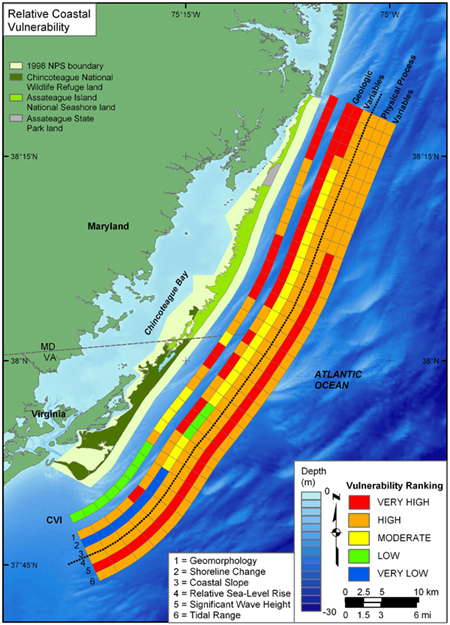 Relative Coastal
Vulnerability
75°15'W
75°W
1998 NPS boundary
Chincoteague National
Wildlife Refuge land
Assateague Island
National Seashore land
Assateague State
Park land
Geologic
Variables
Physical Process
Variables
38°15'N
38°15'N
Maryland
Chincoteague Bay
MD
VA
38°N
38°N
ATLANTIC
OCEAN
Virginia
CVI
1
2
3
4
5
6
37°45'N
1 = Geomorphology
2 = Shoreline Change
3 = Coastal Slope
4 = Relative Sea-Level Rise
5 = Significant Wave Height
6 = Tidal Range
Depth
(m)
0
-30
N
Vulnerability Ranking
VERY HIGH
HIGH
MODERATE
LOW
VERY LOW
0 2.5 5 10 km
0 1.5 3 6 mi